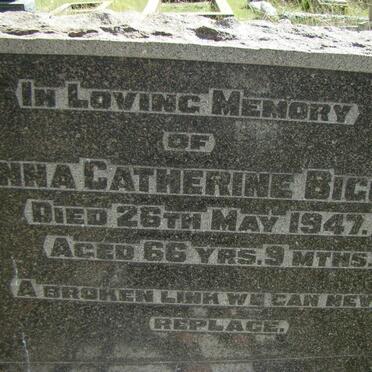 In Loving Memory
of
nna Catherine Big
Died 26th May 1947.
Aged 66 Yrs. 9 Mths.
A broken link we can nev
replace.